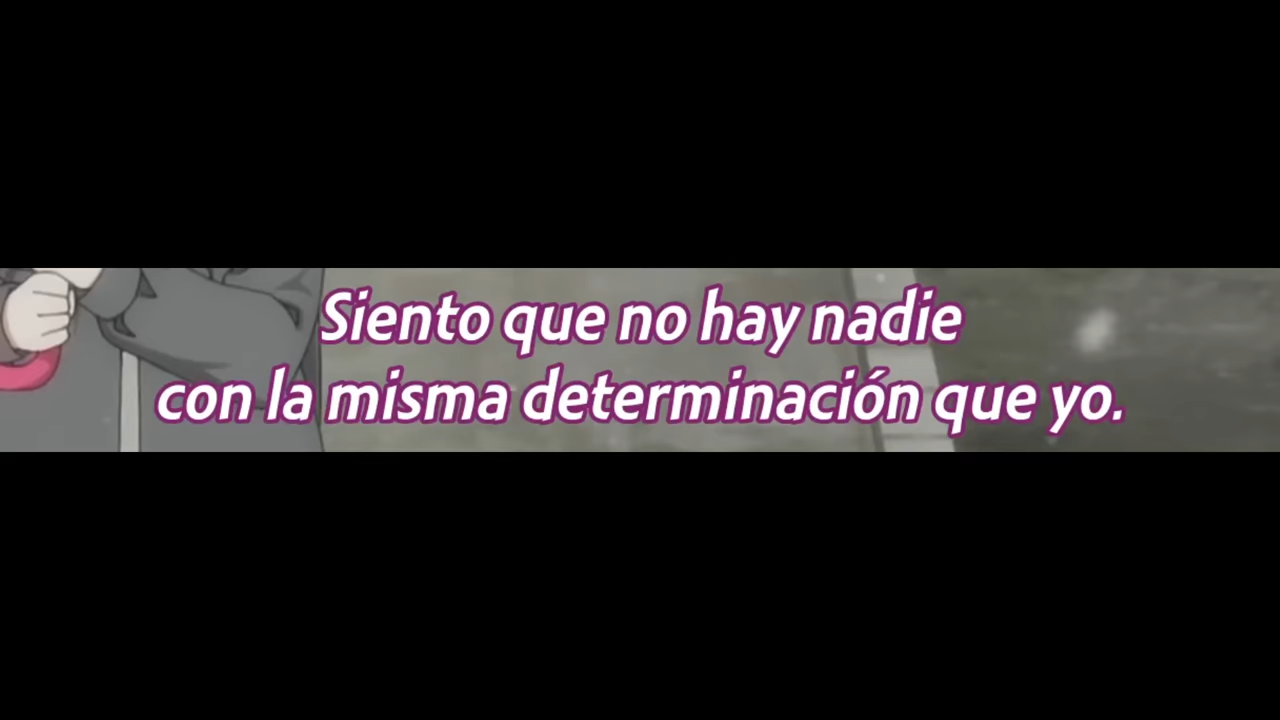 Siento que no hay nadie
con la misma determinación que yo.